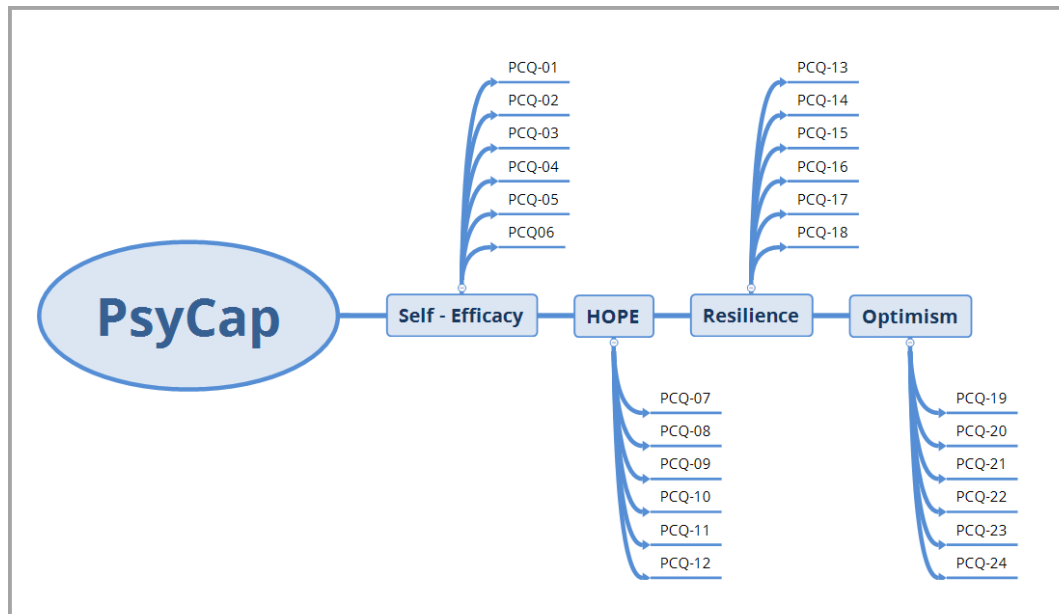 PCQ-01
PCQ-02
PCQ-03
PCQ-04
PCQ-05
PCQ06
PCQ-13
PCQ-14
PCQ-15
PCQ-16
PCQ-17
PCQ-18
PsyCap
Self - Efficacy
HOPE
Resilience
Optimism
PCQ-07
PCQ-08
PCQ-09
PCQ-10
PCQ-11
PCQ-12
PCQ-19
PCQ-20
PCQ-21
PCQ-22
PCQ-23
PCQ-24